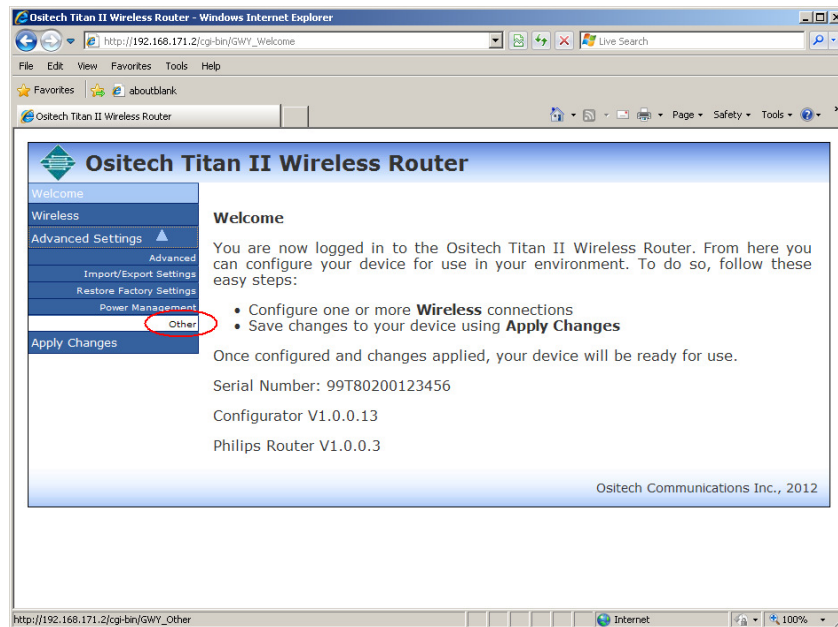 Ositech Titan II Wireless Router - Windows Internet Explorer
http://192.168.171.2/cgi-bin/GWY_Welcome
Live Search
File Edit View Favorites Tools Help
Favorites aboutblank
Ositech Titan II Wireless Router
Page Safety Tools
Ositech Titan II Wireless Router
Welcome
Wireless
Advanced Settings
Advanced
Import/Export Settings
Restore Factory Settings
Power Management
Other
Apply Changes
Welcome
You are now logged in to the Ositech Titan II Wireless Router. From here you
can configure your device for use in your environment. To do so, follow these
easy steps:
• Configure one or more Wireless connections
• Save changes to your device using Apply Changes
Once configured and changes applied, your device will be ready for use.
Serial Number: 99T80200123456
Configurator V1.0.0.13
Philips Router V1.0.0.3
Ositech Communications Inc., 2012
http://192.168.171.2/cgi-bin/GWY_Other
Internet
100%